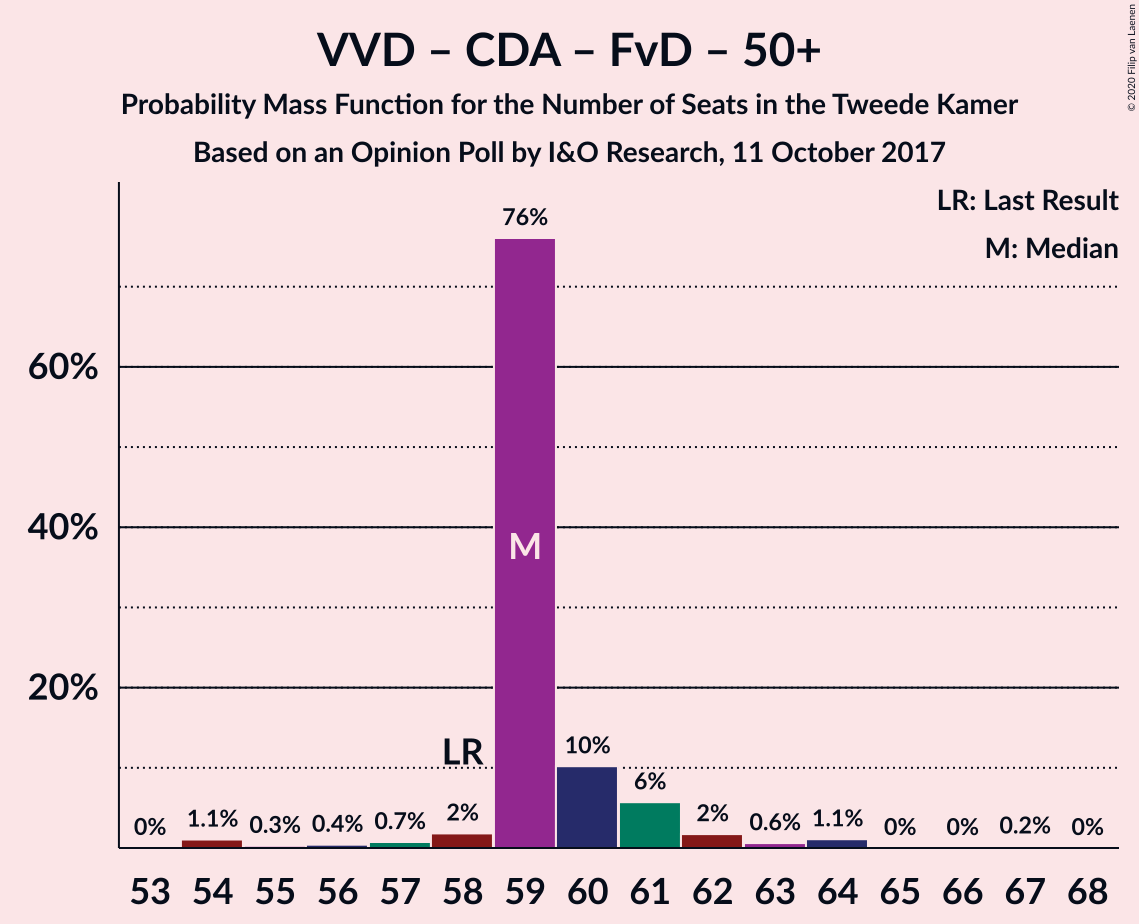 VVD – CDA – FvD – 50+
Probability Mass Function for the Number of Seats in the Tweede Kamer
Based on an Opinion Poll by I&O Research, 11 October 2017
© 2020 Filip van Laenen
LR: Last Result
M: Median
60%
40%
20%
0%
1.1%
0.3%
0.4%
0.7%
2%
LR
76%
M
10%
6%
2%
0.6%
1.1%
0%
0%
0.2%
0%
53 54 55 56 57 58 59 60 61 62 63 64 65 66 67 68